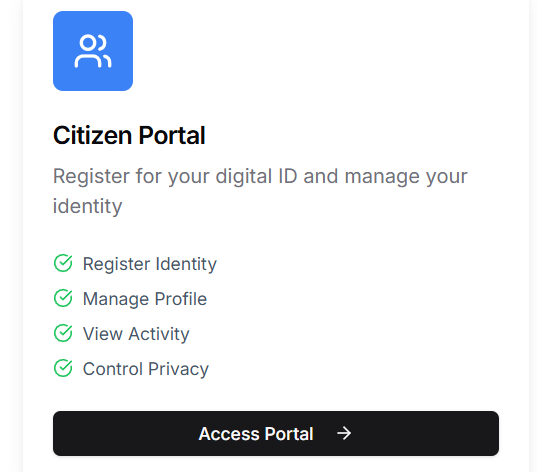 Citizen Portal
Register for your digital ID and manage your
identity
Register Identity
Manage Profile
View Activity
Control Privacy
Access Portal